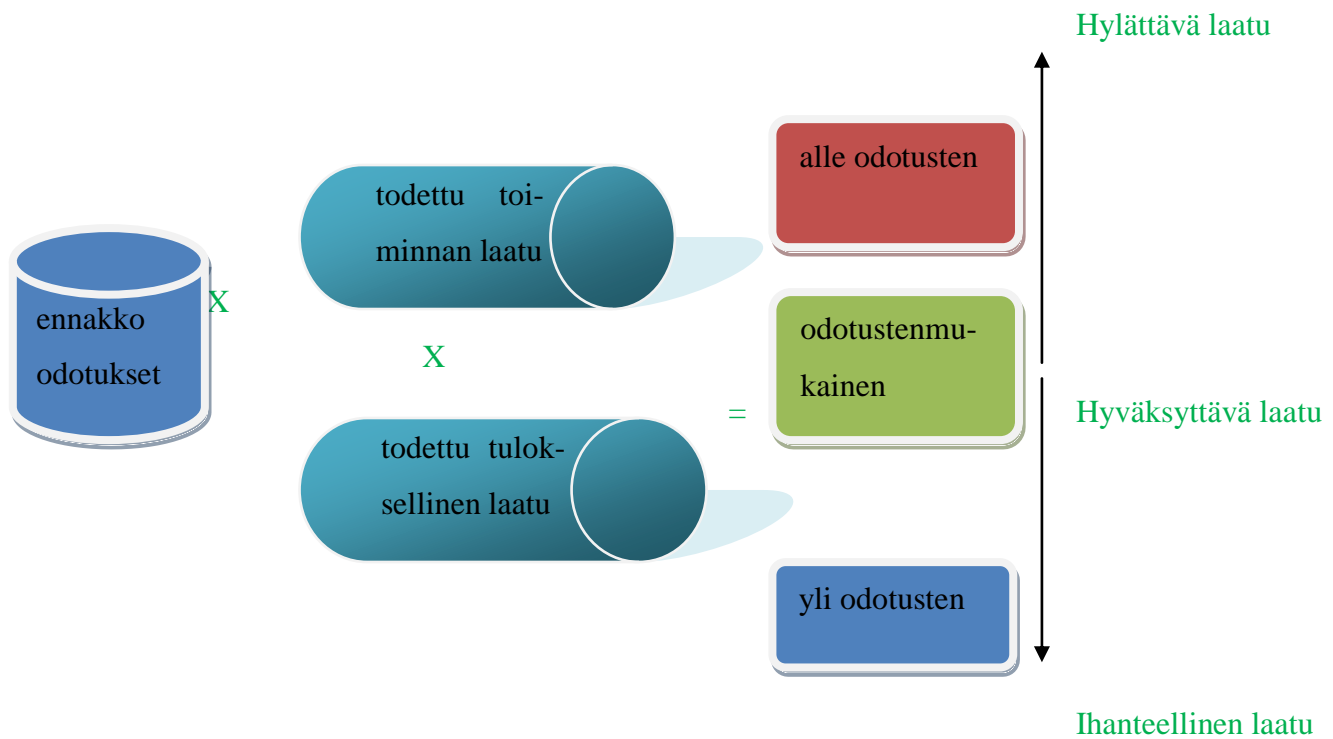 Hylättävä laatu
alle odotusten
todettu toi-
minnan laatu
ennakko
odotukset
X
X
odotustenmu-
kainen
=
Hyväksyttävä laatu
todettu tulok-
sellinen laatu
yli odotusten
Ihanteellinen laatu